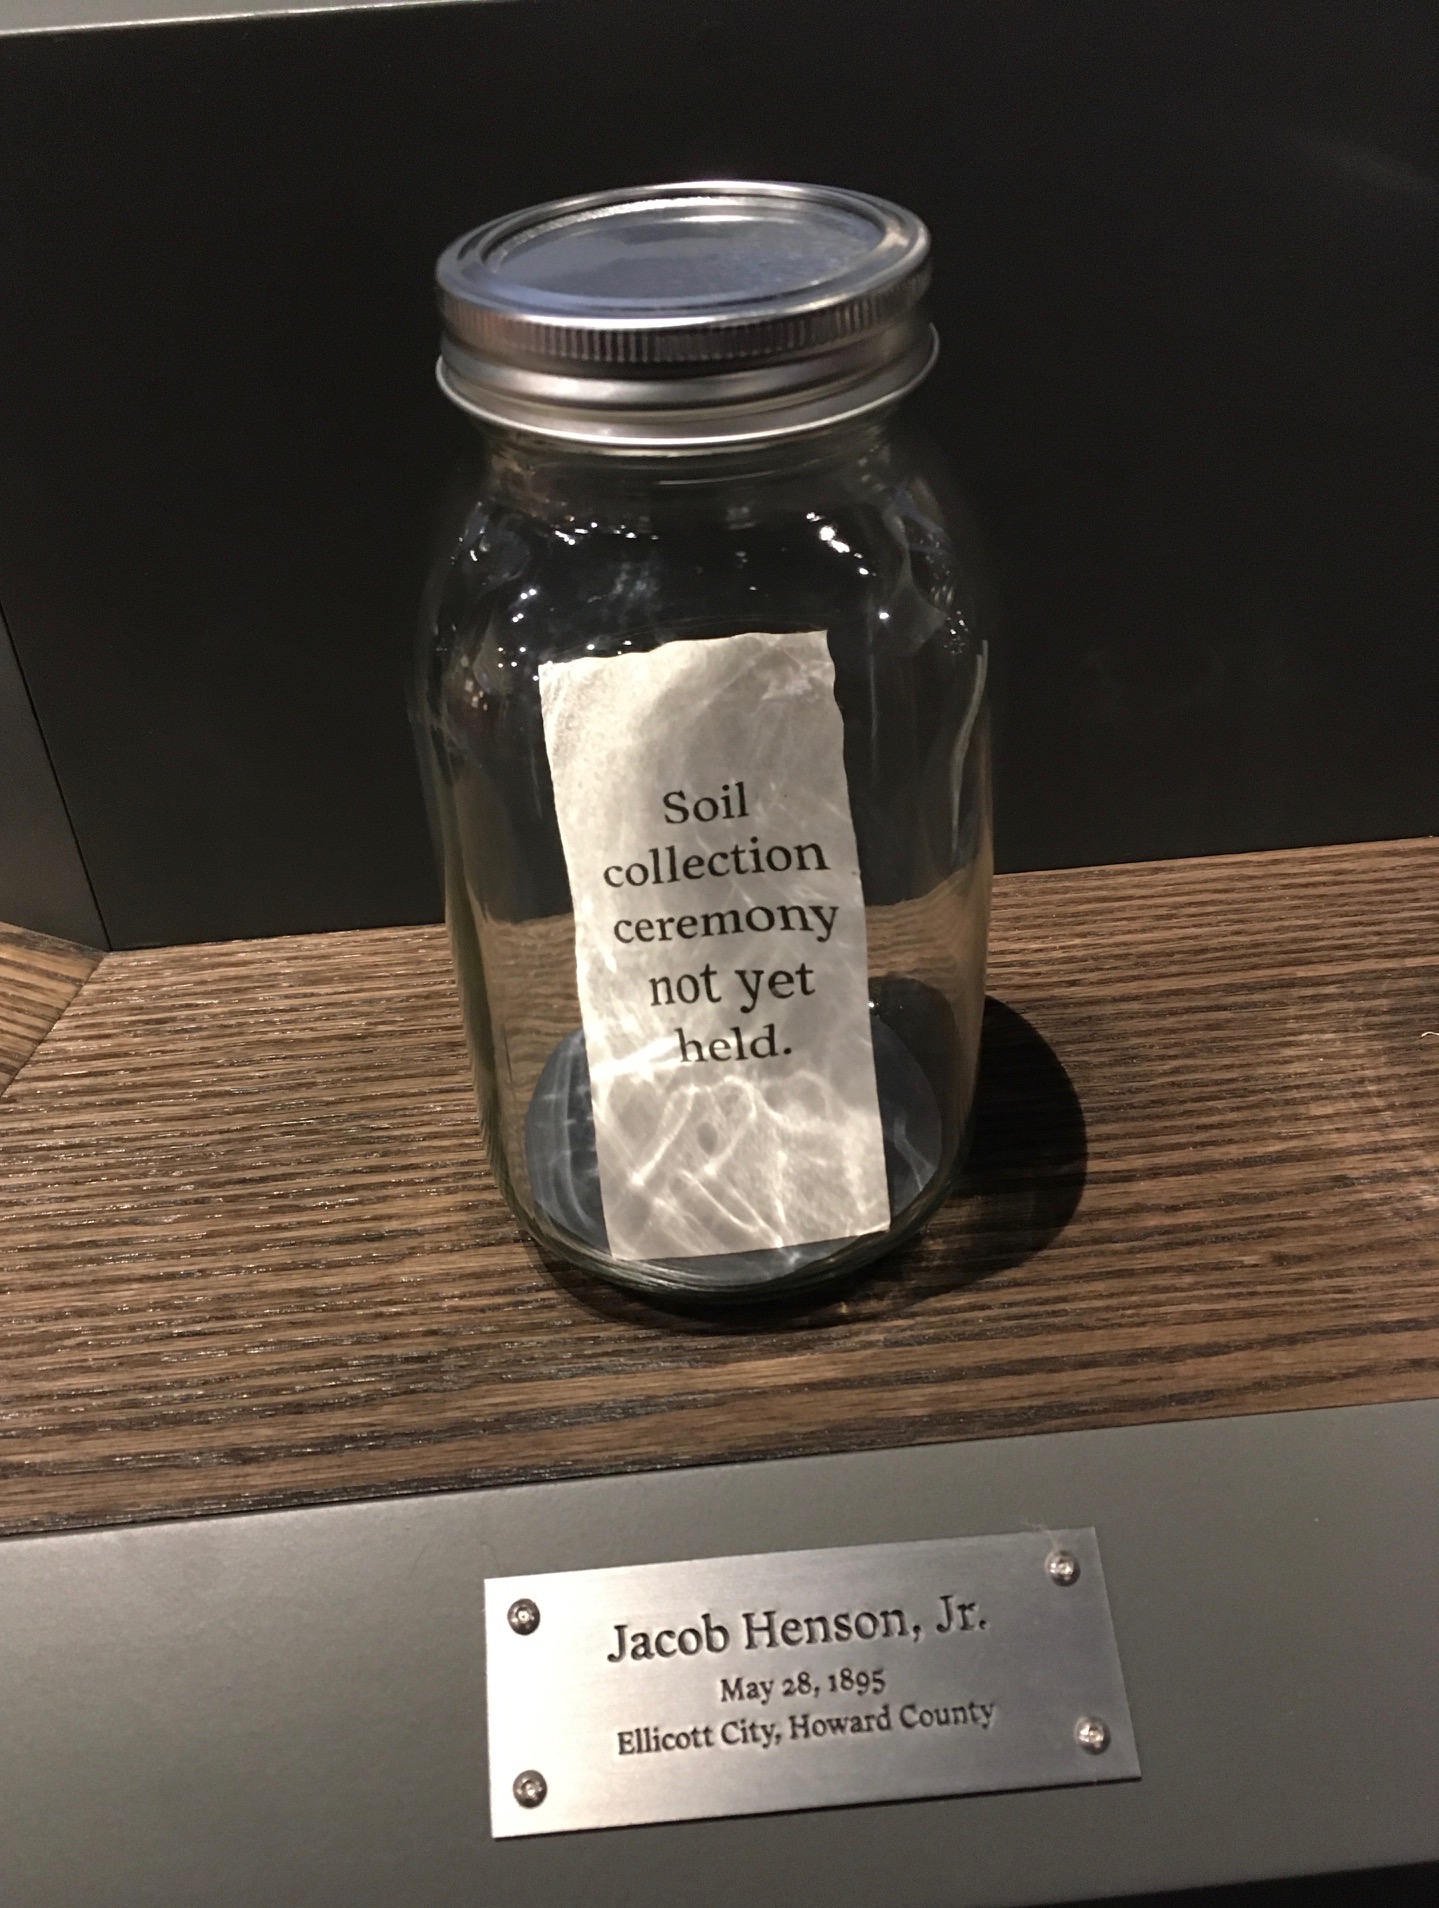 Soil
collection
ceremony
not yet
held.
Jacob Henson, Jr.
May 28, 1895
Ellicott City, Howard County